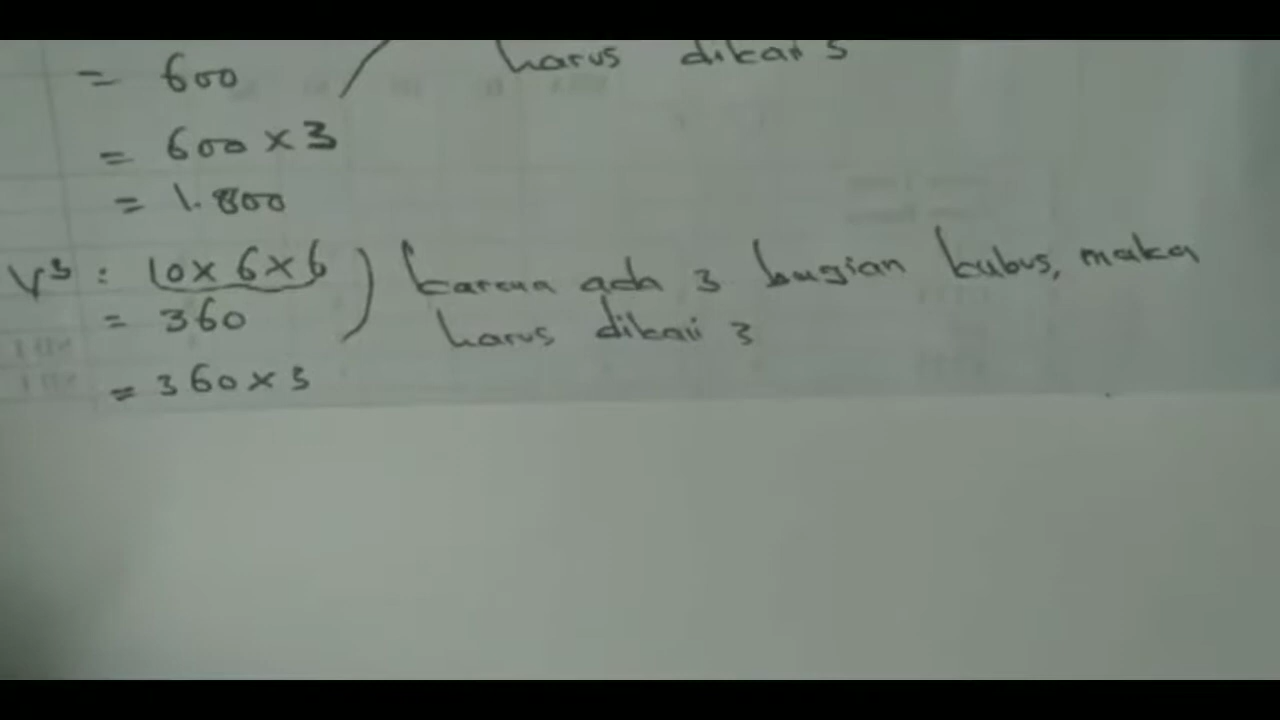 = 600 harus dikali 3
= 600 x 3
= 1.800
V³ : 10 x 6 x 6 ) karena ada 3 bagian kubus, maka
= 360 harus dikali 3
= 360 x 3